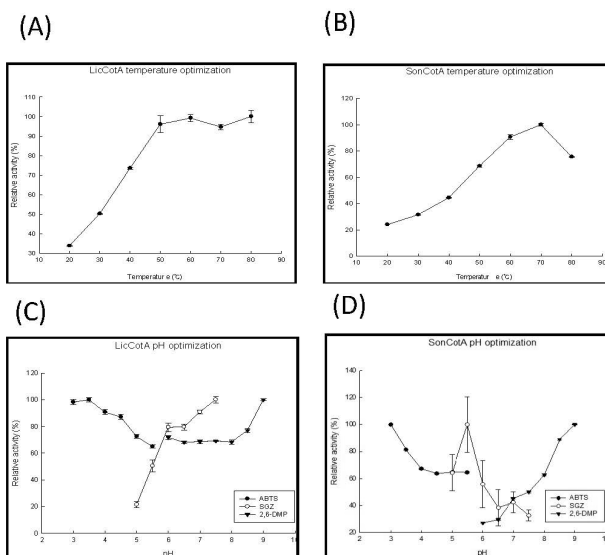 (A)
LicCotA temperature optimization
Relative activity (%)
100
90
80
70
60
50
40
30
10 20 30 40 50 60 70 80 90
Temperatur e (℃)
(B)
SonCotA temperature optimization
Relative activity (%)
120
100
80
60
40
20
0
10 20 30 40 50 60 70 80 90
Temperatur e (℃)
(C)
LicCotA pH optimization
Relative activity (%)
120
100
80
60
40
20
0
2 3 4 5 6 7 8 9 10
pH
ABTS
SGZ
2,6-DMP
(D)
SonCotA pH optimization
Relative activity (%)
140
120
100
80
60
40
20
2 3 4 5 6 7 8 9 1
pH
ABTS
SGZ
2,6-DMP